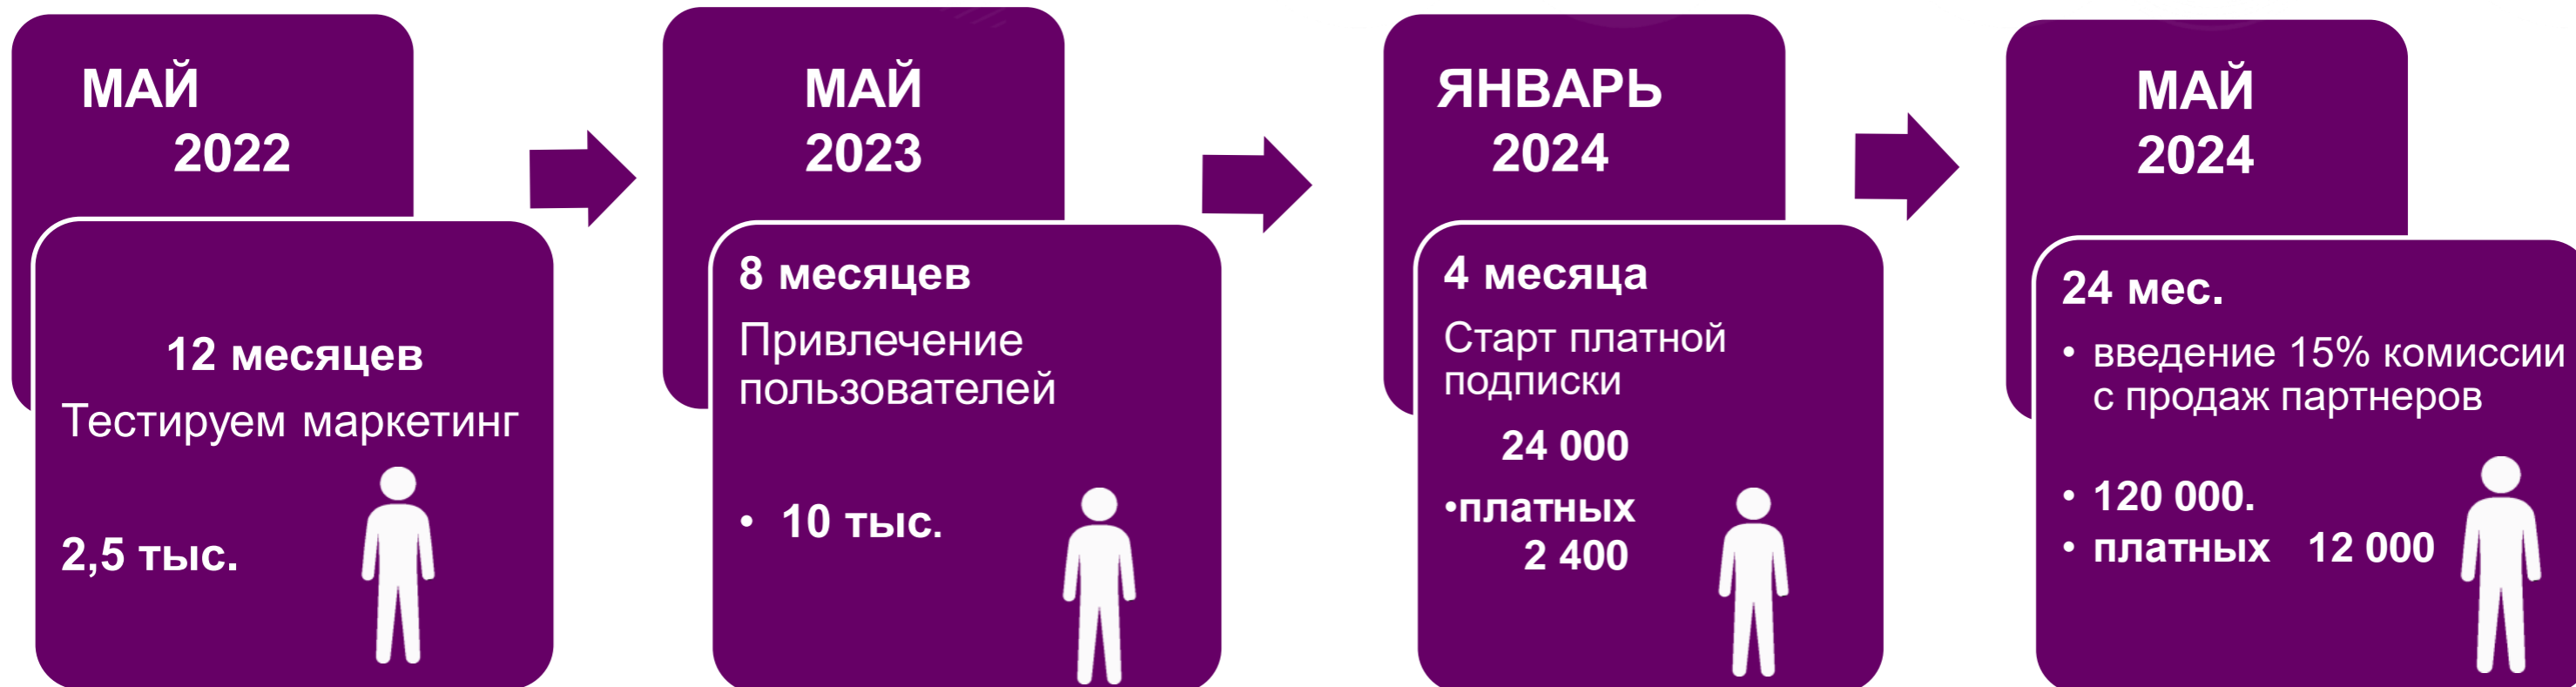 МАЙ
2022
12 месяцев
Тестируем маркетинг
2,5 тыс.
МАЙ
2023
8 месяцев
Привлечение
пользователей
• 10 тыс.
ЯНВАРЬ
2024
4 месяца
Старт платной
подписки
24 000
•платных
2 400
МАЙ
2024
24 мес.
• введение 15% комиссии
с продаж партнеров
• 120 000.
• платных 12 000